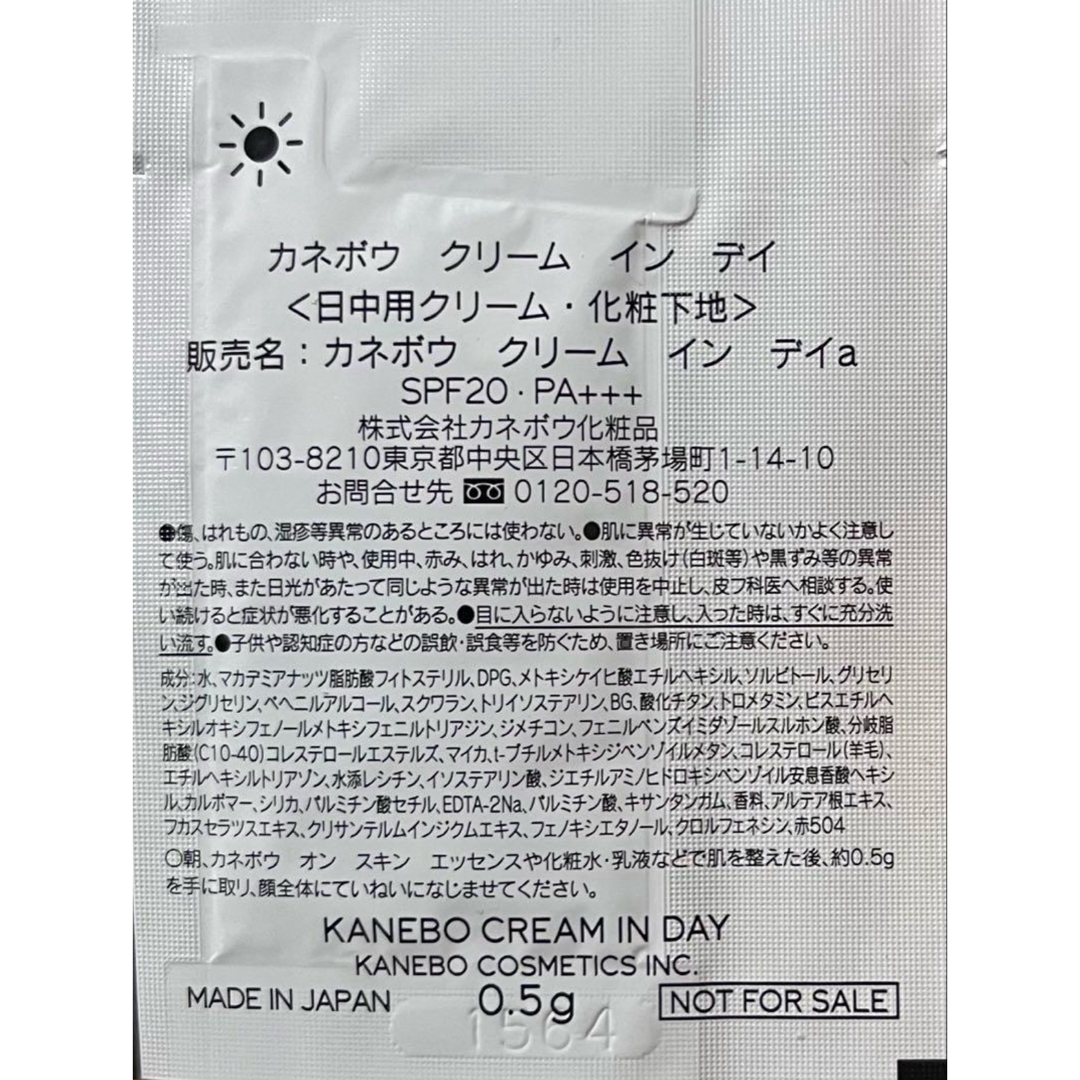 カネボウ クリーム イン デイ
<日中用クリーム・化粧下地>
販売名：カネボウ クリーム イン デイa
SPF20・PA+++
株式会社カネボウ化粧品
〒103-8210東京都中央区日本橋茅場町1-14-10
お問合せ先 0120-518-520
●傷、はれもの、湿疹等異常のあるところには使わない。●肌に異常が生じていないかよく注意し
て使う。肌に合わない時や、使用中、赤み、はれ、かゆみ、刺激、色抜け(白斑等)や黒ずみ等の異常
が出た時、また日光があたって同じような異常が出た時は使用を中止し、皮フ科医へ相談する。使
い続けると症状が悪化することがある。●目に入らないように注意し、入った時は、すぐに充分洗
い流す。●子供や認知症の方などの誤飲・誤食等を防ぐため、置き場所にご注意ください。
成分：水、マカデミアナッツ脂肪酸フィトステリル、DPG、メトキシケイヒ酸エチルヘキシル、ソルビトール、グリセリ
ン、ジグリセリン、ベヘニルアルコール、スクワラン、トリイソステアリン、BG、酸化チタン、トロメタミン、ビスエチルヘ
キシルオキシフェノールメトキシフェニルトリアジン、ジメチコン、フェニルベンズイミダゾールスルホン酸、分岐脂
肪酸(C10-40)コレステロールエステルズ、マイカ、t-ブチルメトキシジベンゾイルメタン、コレステロール(羊毛)、
エチルヘキシルトリアゾン、水添レシチン、イソステアリン酸、ジエチルアミノヒドロキシベンゾイル安息香酸ヘキシ
ル、カルボマー、シリカ、パルミチン酸セチル、EDTA-2Na、パルミチン酸、キサンタンガム、香料、アルテア根エキス、
フカスセラツスエキス、クリサンテルムインジクムエキス、フェノキシエタノール、クロルフェネシン、赤504
○朝、カネボウ オン スキン エッセンスや化粧水・乳液などで肌を整えた後、約0.5g
を手に取り、顔全体にていねいになじませてください。
KANEBO CREAM IN DAY
KANEBO COSMETICS INC.
MADE IN JAPAN 0.5g NOT FOR SALE
1564